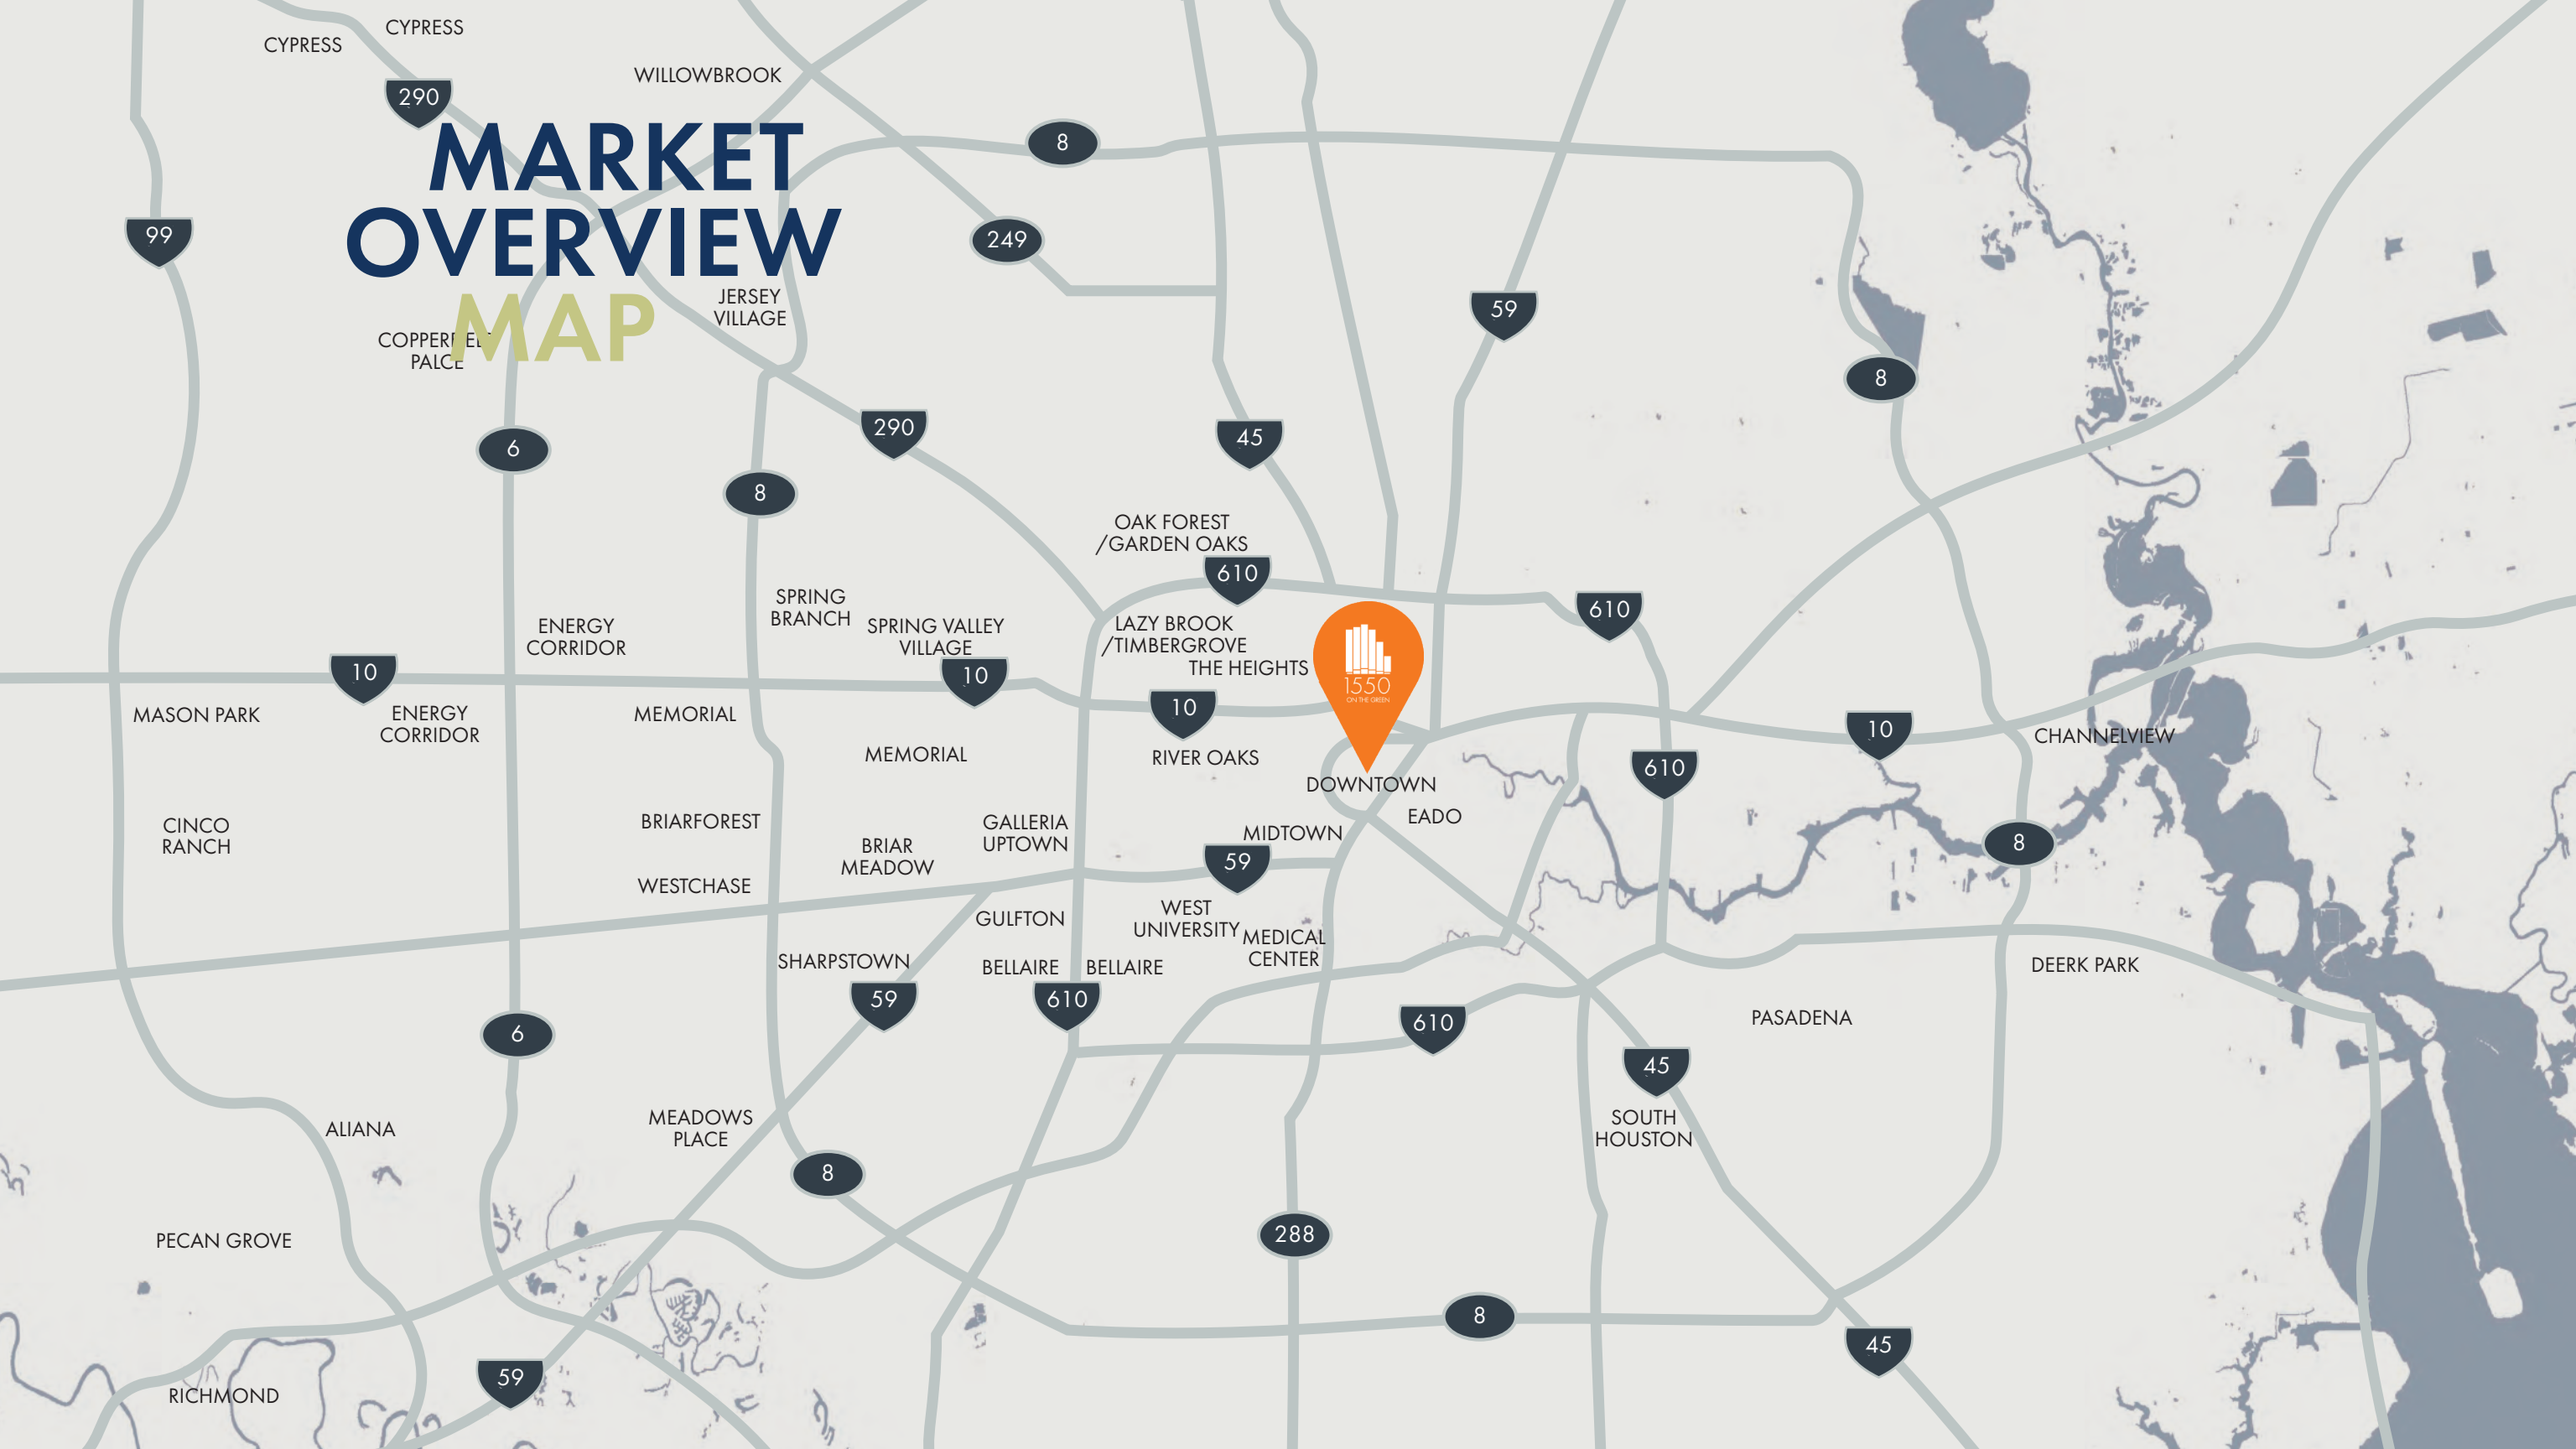 CYPRESS
CYPRESS
WILLOWBROOK
290
MARKET
OVERVIEW
MAP
8
99
249
JERSEY
VILLAGE
59
PALCE
8
6
290
45
8
OAK FOREST
/GARDEN OAKS
610
610
SPRING
BRANCH
ENERGY
CORRIDOR
SPRING VALLEY
VILLAGE
LAZY BROOK
/TIMBERGROVE
THE HEIGHTS
1550
ON THE GREEN
10
10
10
10
MASON PARK
ENERGY
CORRIDOR
MEMORIAL
MEMORIAL
RIVER OAKS
CHANNELVIEW
610
DOWNTOWN
EADO
CINCO
RANCH
BRIARFOREST
GALLERIA
UPTOWN
MIDTOWN
8
BRIAR
MEADOW
59
WESTCHASE
GULFTON
WEST
UNIVERSITY
MEDICAL
CENTER
SHARPSTOWN
BELLAIRE
BELLAIRE
DEERK PARK
59
610
610
PASADENA
6
45
ALIANA
MEADOWS
PLACE
SOUTH
HOUSTON
8
288
PECAN GROVE
8
45
59
RICHMOND